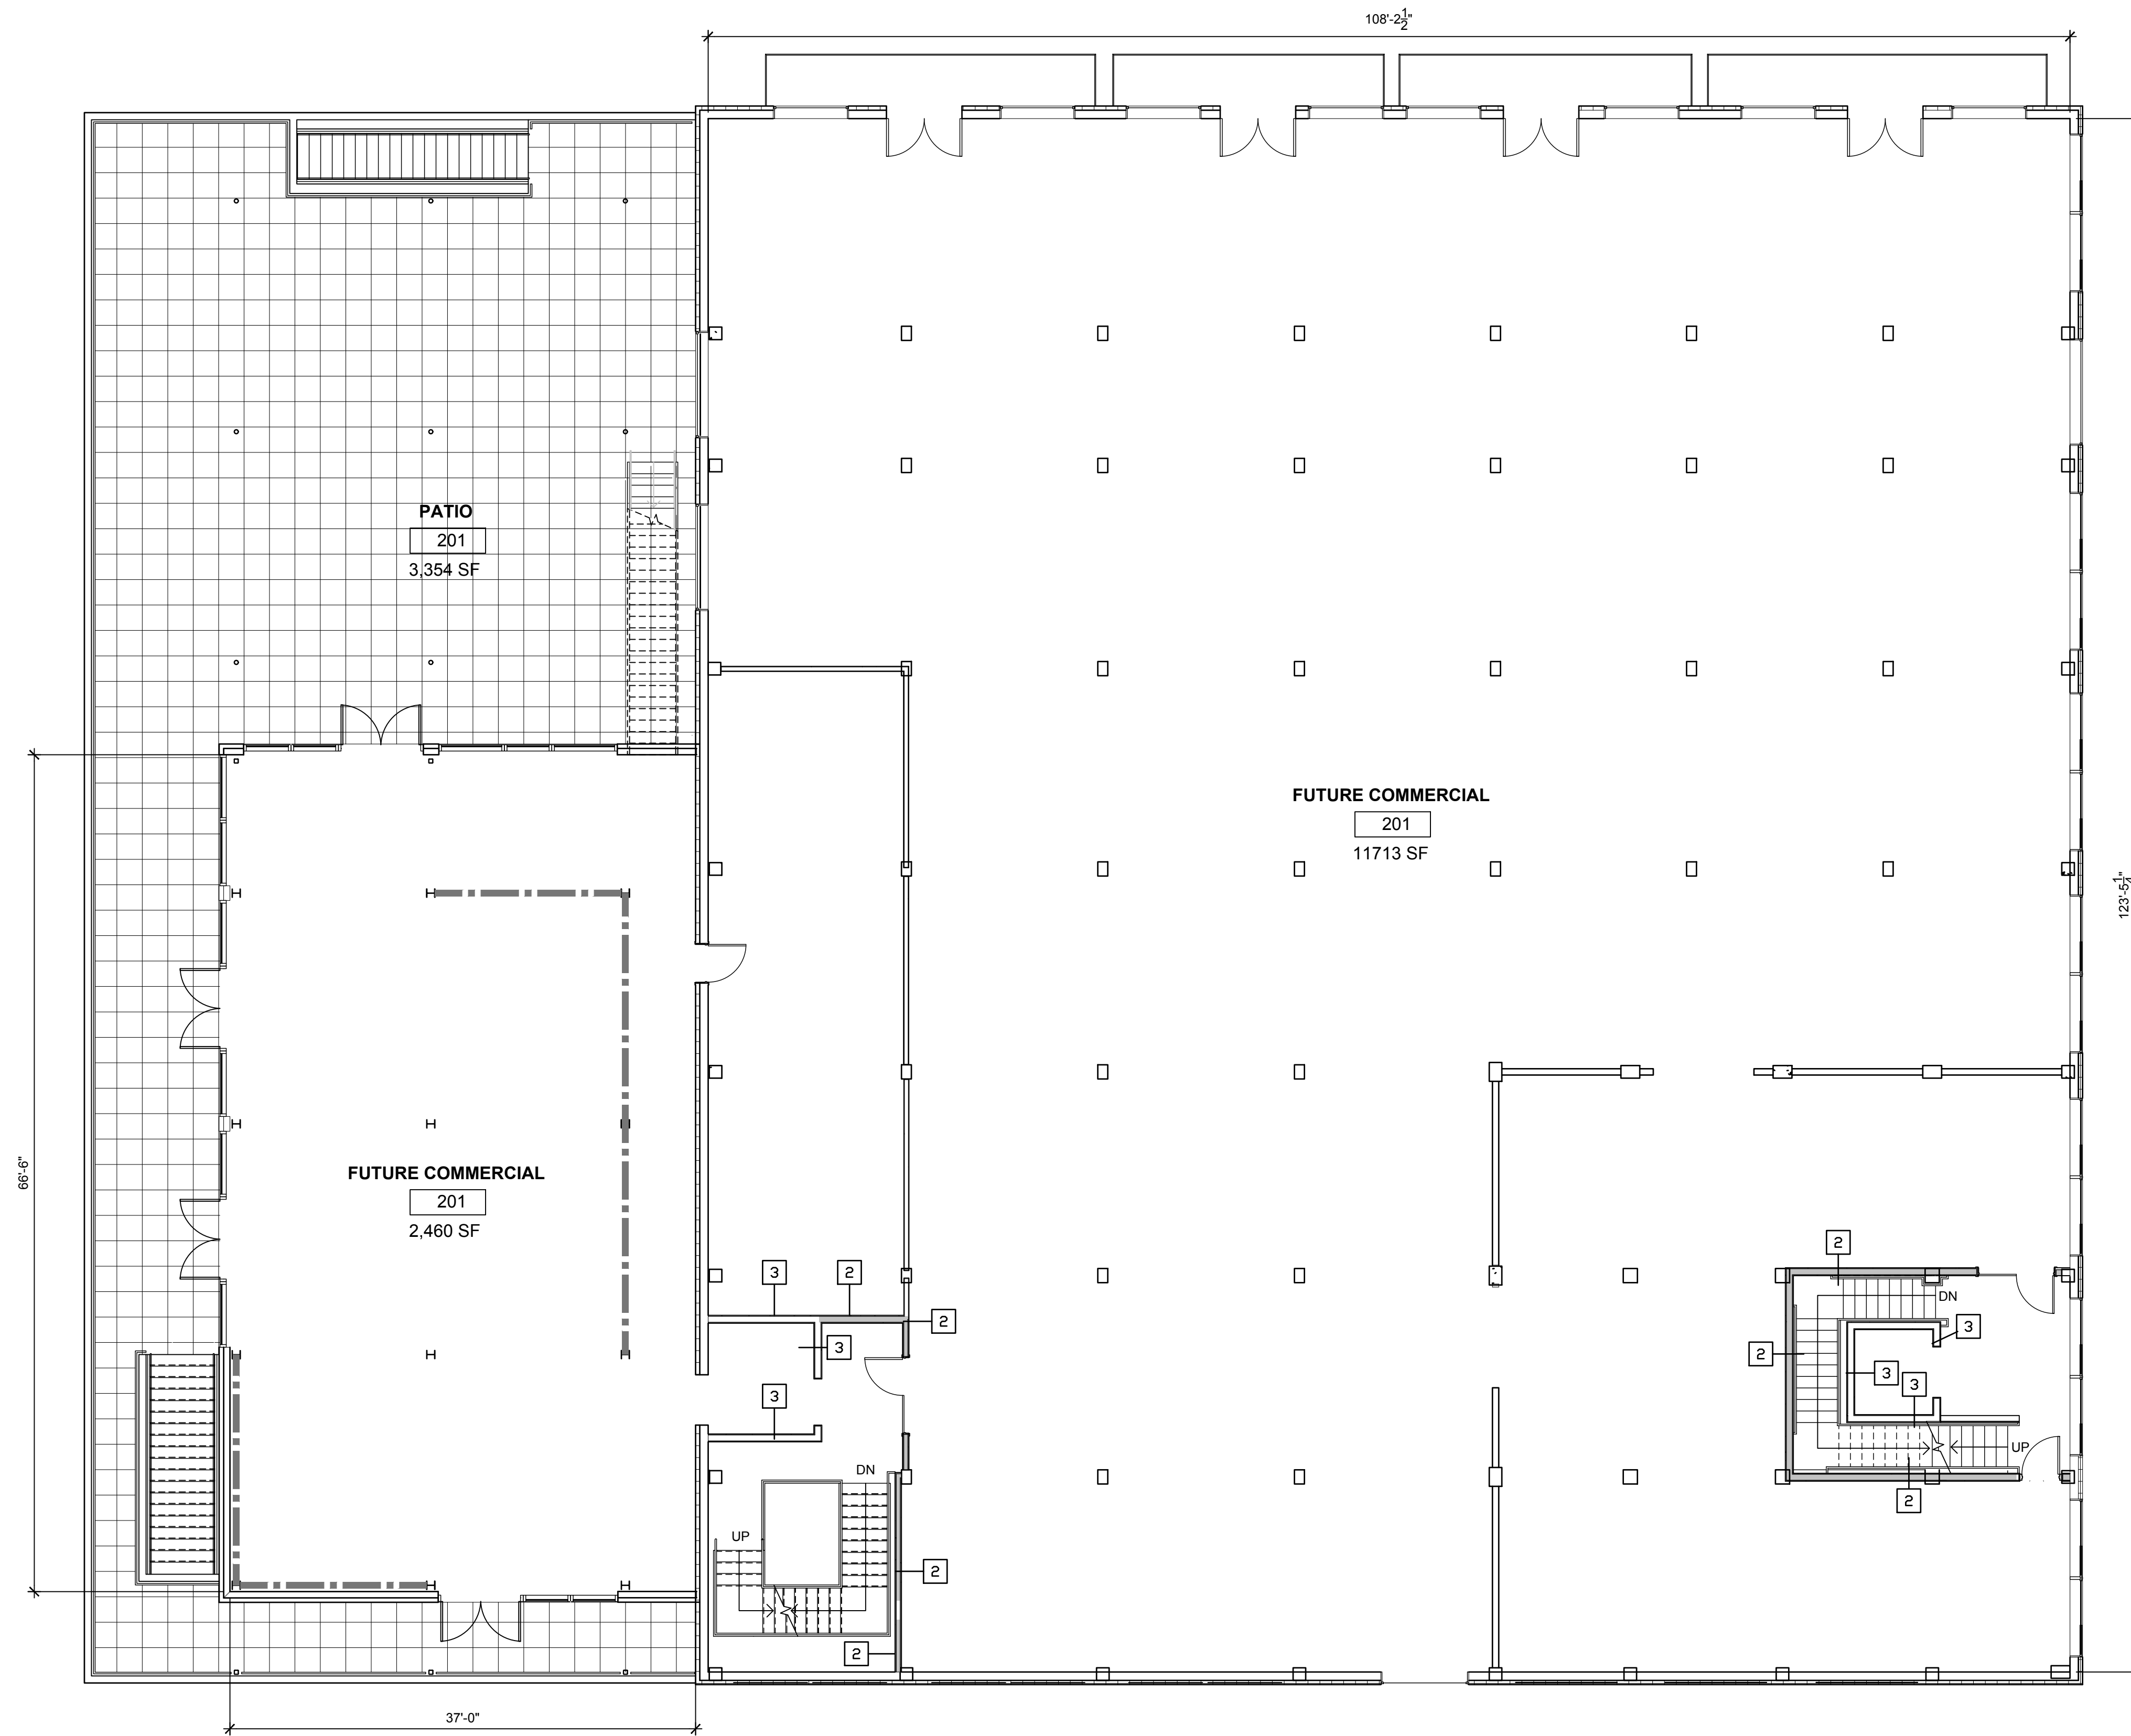 108'-2 1/2"
PATIO
201
3,354 SF
FUTURE COMMERCIAL
201
11713 SF
123'-5 1/4"
66'-6"
FUTURE COMMERCIAL
201
2,460 SF
2
3
2
DN
2
3
3
2
3
3
3
UP
DN
2
UP
2
2
37'-0"